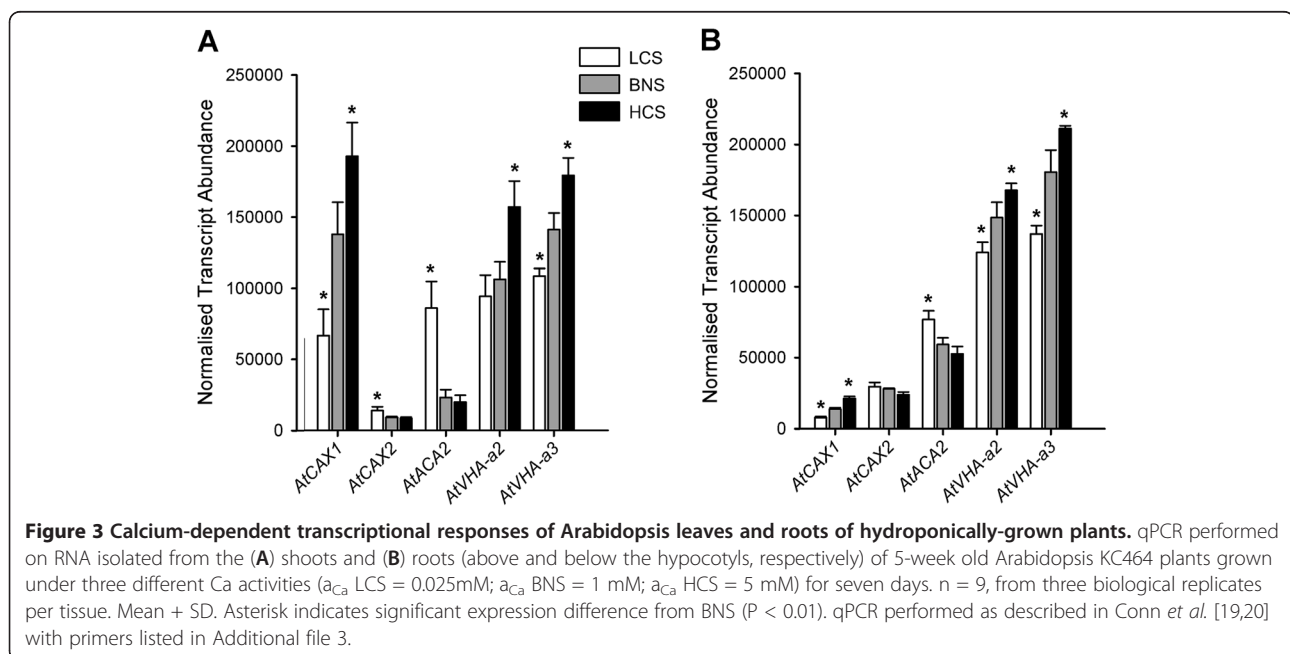 A
B
LCS
BNS
HCS
Normalised Transcript Abundance
250000
200000
150000
100000
50000
0
*
*
*
*
*
*
*
AtCAX1
AtCAX2
AtACA2
AtVHA-a2
AtVHA-a3
Normalised Transcript Abundance
250000
200000
150000
100000
50000
0
*
*
*
*
*
*
*
AtCAX1
AtCAX2
AtACA2
AtVHA-a2
AtVHA-a3
Figure 3 Calcium-dependent transcriptional responses of Arabidopsis leaves and roots of hydroponically-grown plants. qPCR performed
on RNA isolated from the (A) shoots and (B) roots (above and below the hypocotyls, respectively) of 5-week old Arabidopsis KC464 plants grown
under three different Ca activities (aCa LCS = 0.025mM; aCa BNS = 1 mM; aCa HCS = 5 mM) for seven days. n = 9, from three biological replicates
per tissue. Mean + SD. Asterisk indicates significant expression difference from BNS (P < 0.01). qPCR performed as described in Conn et al. [19,20]
with primers listed in Additional file 3.